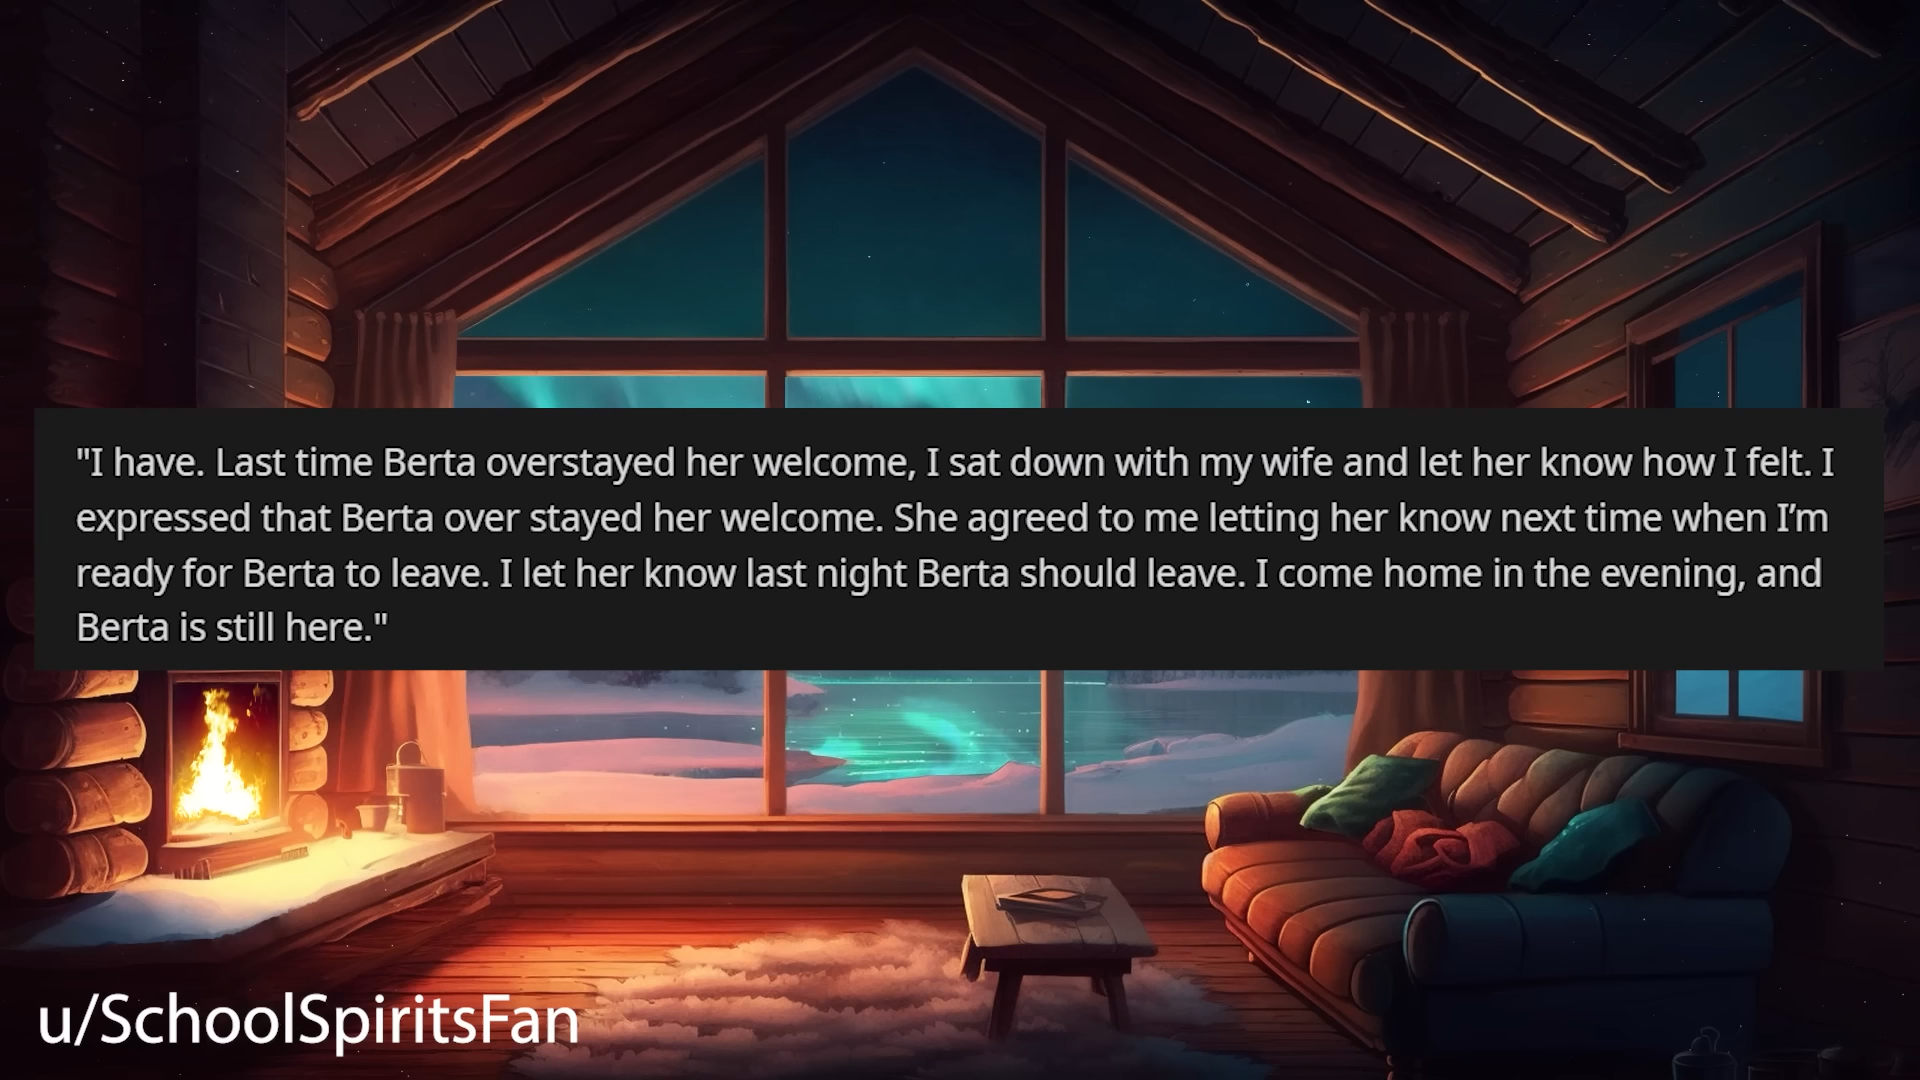 "I have. Last time Berta overstayed her welcome, I sat down with my wife and let her know how I felt. I
expressed that Berta over stayed her welcome. She agreed to me letting her know next time when I’m
ready for Berta to leave. I let her know last night Berta should leave. I come home in the evening, and
Berta is still here."
u/SchoolSpiritsFan